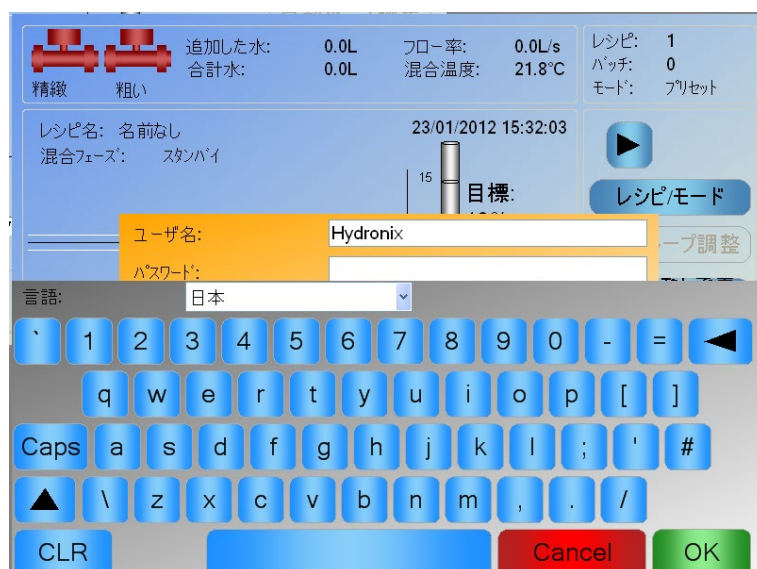 追加した水: 0.0L フロー率: 0.0L/s
合計水: 0.0L 混合温度: 21.8°C
精緻 粗い
レシピ: 1
バッチ: 0
モード: プリセット
レシピ名: 名前なし 23/01/2012 15:32:03
混合フェーズ: スタンバイ
15
目標:
レシピ/モード
ープ調整
ユーザ名: Hydronix
パスワード:
言語: 日本
` 1 2 3 4 5 6 7 8 9 0 - =
q w e r t y u i o p [ ]
Caps a s d f g h j k l ; ' #
\ z x c v b n m , . /
CLR Cancel OK